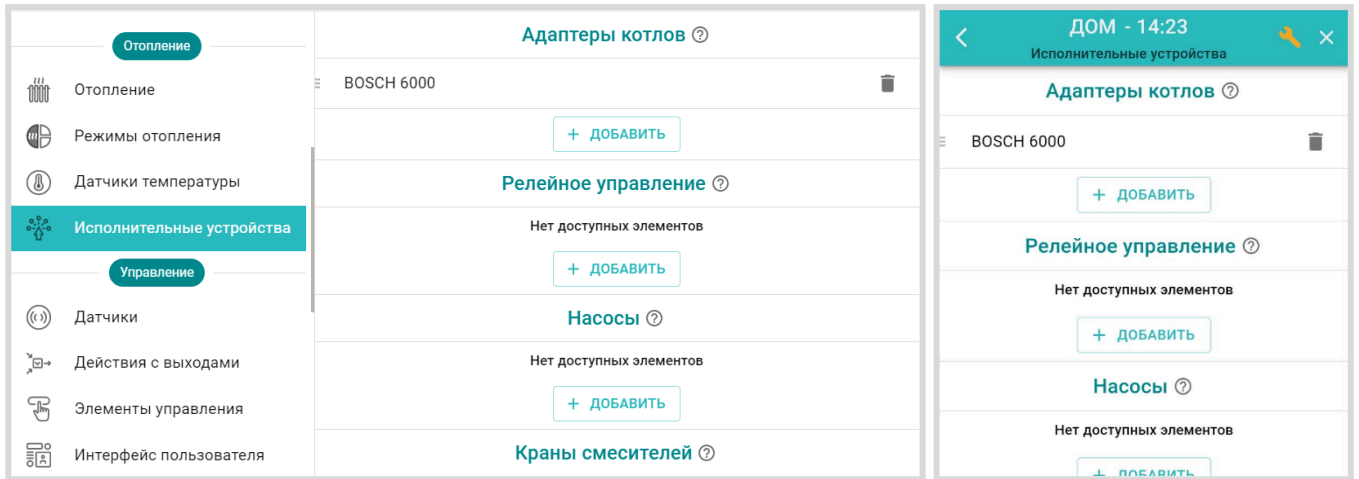 Отопление
Отопление
Режимы отопления
Датчики температуры
Исполнительные устройства
Управление
Датчики
Действия с выходами
Элементы управления
Интерфейс пользователя
Адаптеры котлов ?
BOSCH 6000
+ ДОБАВИТЬ
Релейное управление ?
Нет доступных элементов
+ ДОБАВИТЬ
Насосы ?
Нет доступных элементов
+ ДОБАВИТЬ
Краны смесителей ?
ДОМ - 14:23
Исполнительные устройства
Адаптеры котлов ?
BOSCH 6000
+ ДОБАВИТЬ
Релейное управление ?
Нет доступных элементов
+ ДОБАВИТЬ
Насосы ?
Нет доступных элементов
+ ДОБАВИТЬ